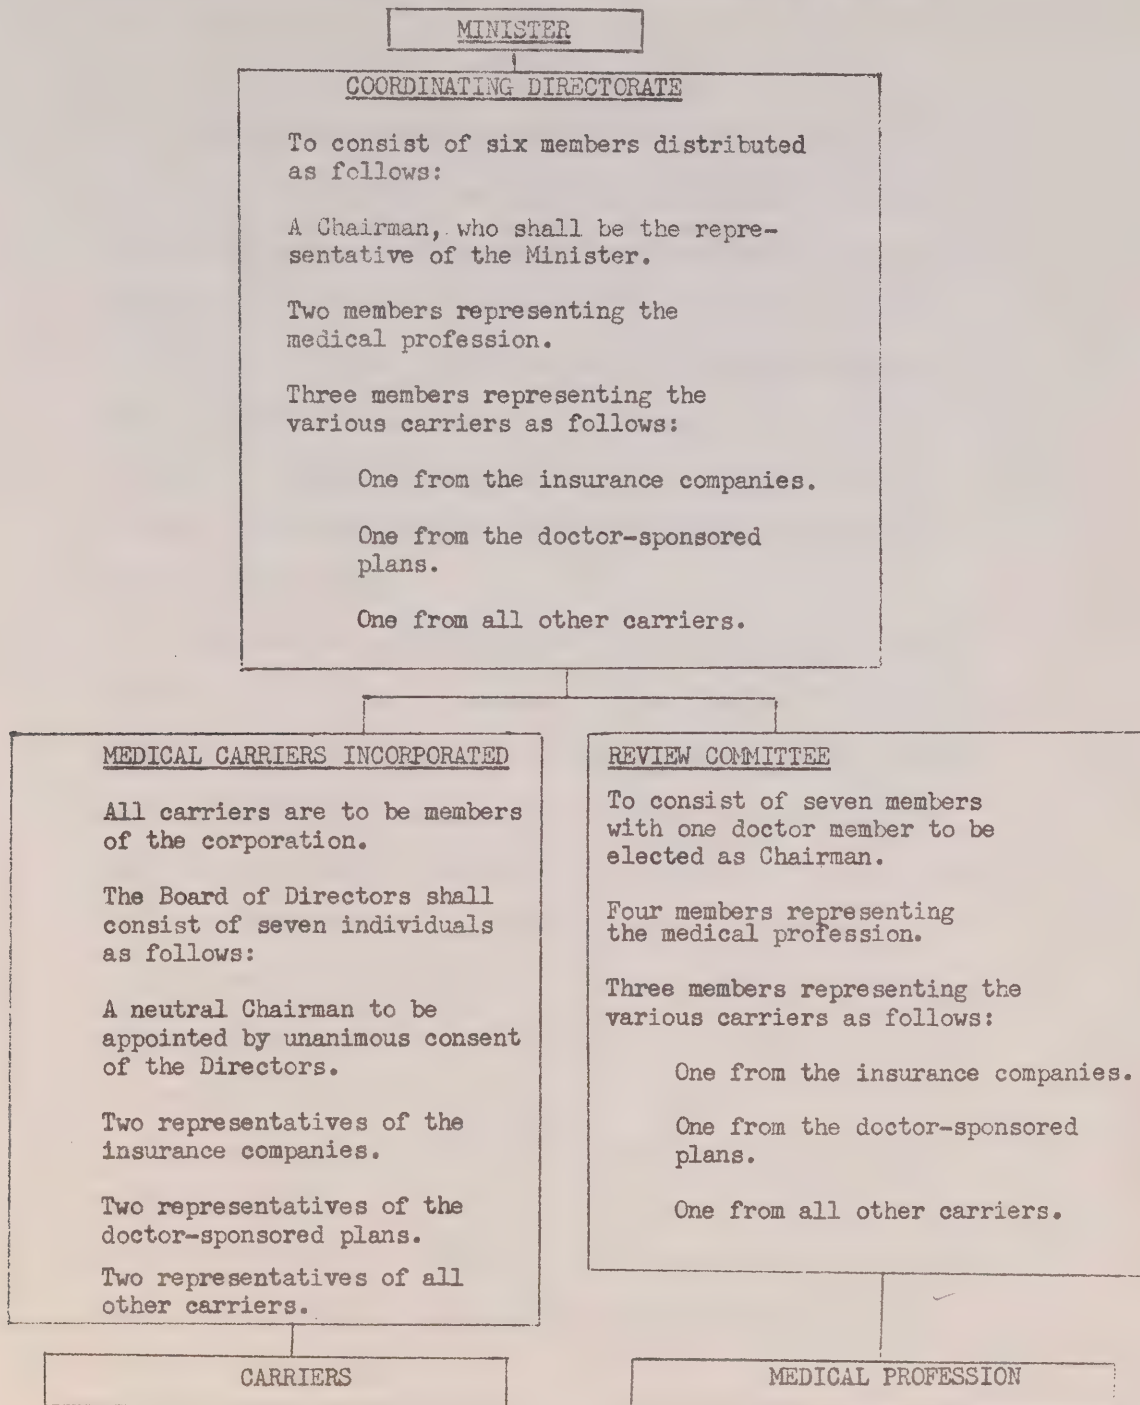 MINISTER
COORDINATING DIRECTORATE
To consist of six members distributed
as follows:
A Chairman, who shall be the repre-
sentative of the Minister.
Two members representing the
medical profession.
Three members representing the
various carriers as follows:
One from the insurance companies.
One from the doctor-sponsored
plans.
One from all other carriers.
MEDICAL CARRIERS INCORPORATED
All carriers are to be members
of the corporation.
The Board of Directors shall
consist of seven individuals
as follows:
A neutral Chairman to be
appointed by unanimous consent
of the Directors.
Two representatives of the
insurance companies.
Two representatives of the
doctor-sponsored plans.
Two representatives of all
other carriers.
REVIEW COMMITTEE
To consist of seven members
with one doctor member to be
elected as Chairman.
Four members representing
the medical profession.
Three members representing the
various carriers as follows:
One from the insurance companies.
One from the doctor-sponsored
plans.
One from all other carriers.
CARRIERS
MEDICAL PROFESSION